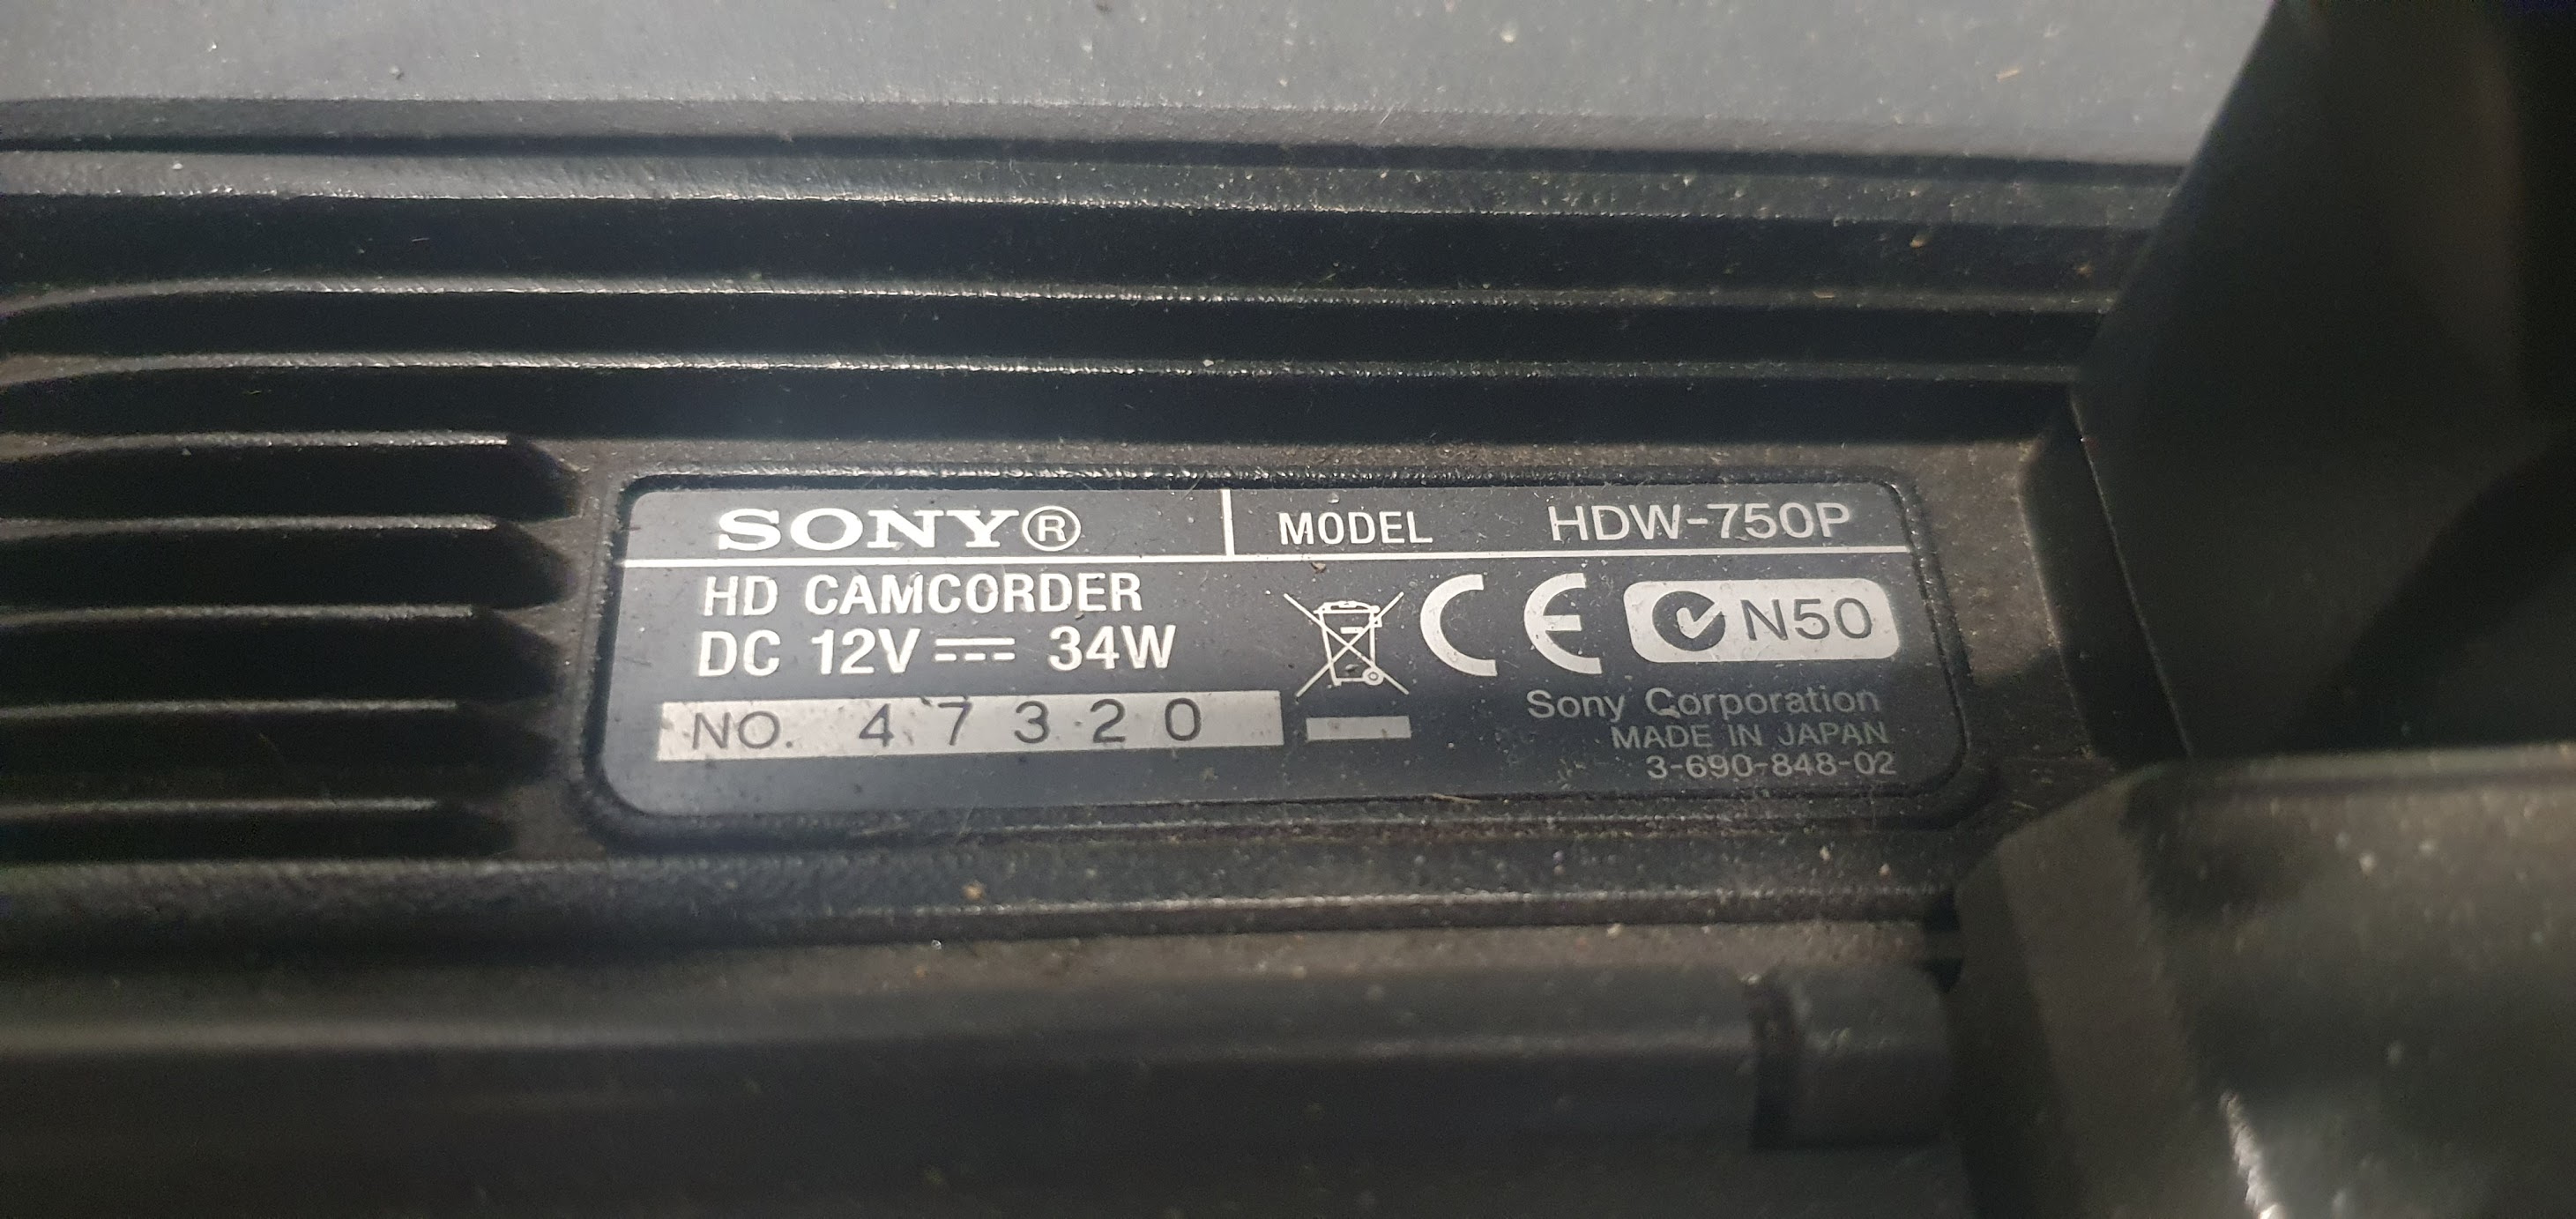 SONY® MODEL HDW-750P
HD CAMCORDER
DC 12V 34W
CE N50
NO. 47320
Sony Corporation
MADE IN JAPAN
3-690-848-02